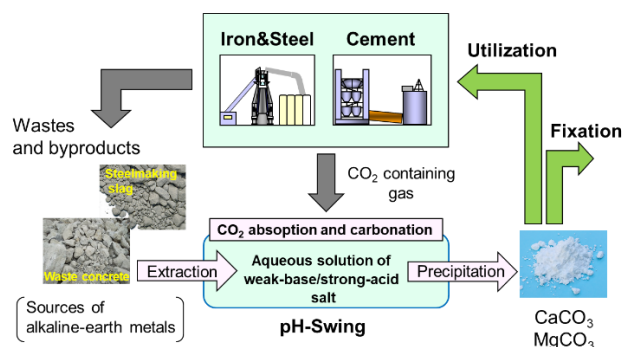 Iron&Steel
Cement
Utilization
Fixation
Wastes
and byproducts
Steelmaking
slag
Waste concrete
CO2 containing
gas
CO2 absoption and carbonation
Extraction
Aqueous solution of
weak-base/strong-acid
salt
Precipitation
Sources of
alkaline-earth metals
pH-Swing
CaCO3
MgCO3